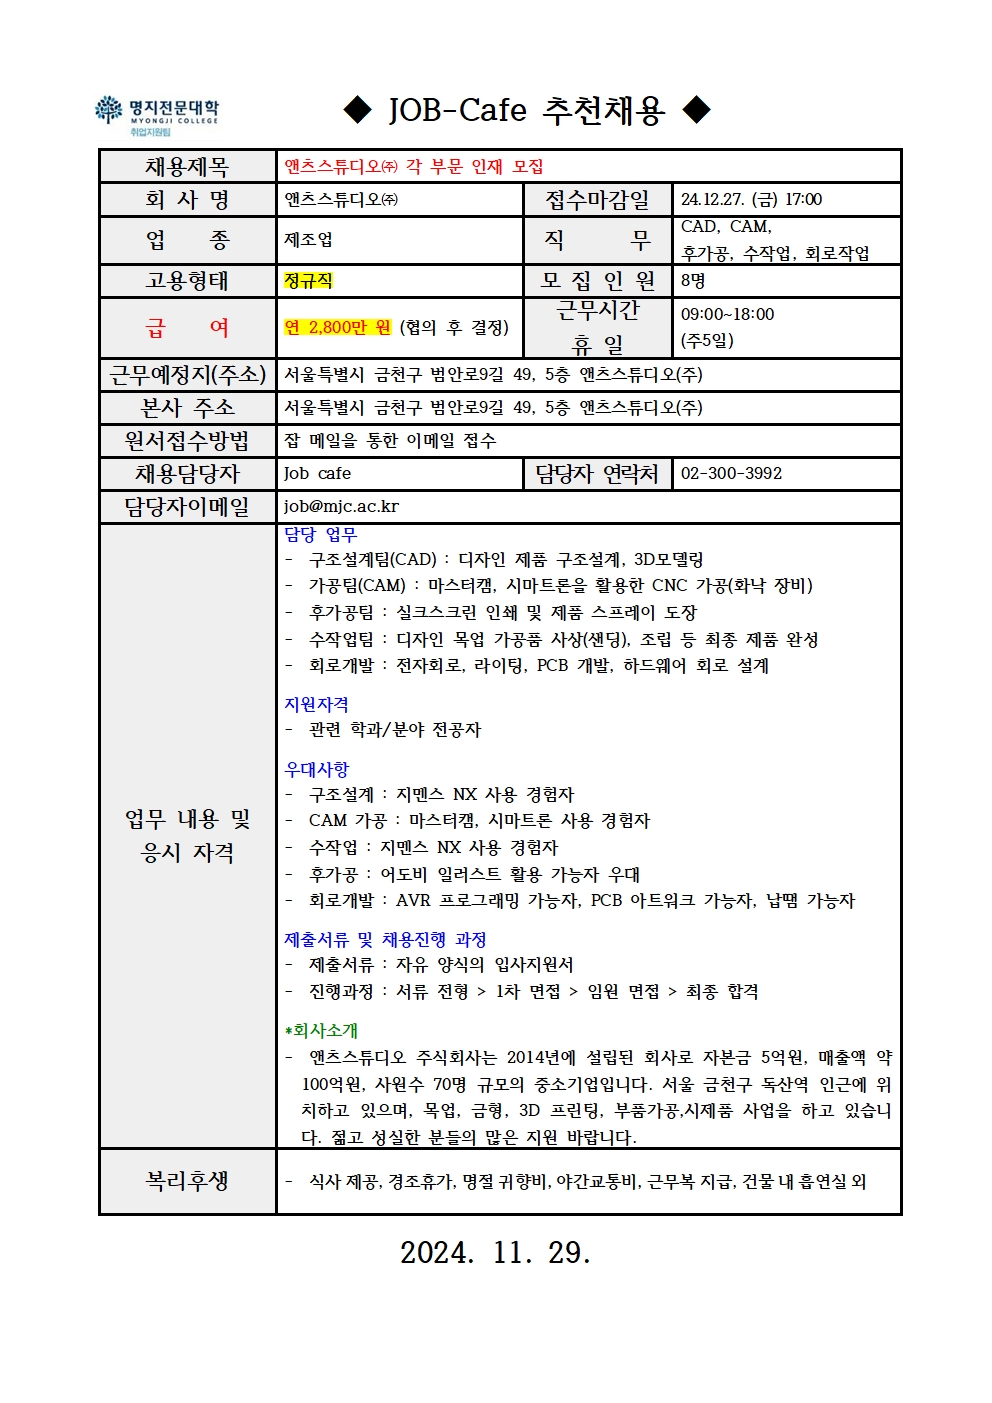 명지전문대학
MYONGJI COLLEGE
취업지원팀
◆ JOB-Cafe 추천채용 ◆
채용제목 앤츠스튜디오㈜ 각 부문 인재 모집
회 사 명 앤츠스튜디오㈜ 접수마감일 24.12.27. (금) 17:00
업 종 제조업 직 무 CAD, CAM,
후가공, 수작업, 회로작업
고용형태 정규직 모 집 인 원 8명
급 여 연 2,800만 원 (협의 후 결정) 근무시간
휴 일 09:00~18:00
(주5일)
근무예정지(주소) 서울특별시 금천구 범안로9길 49, 5층 앤츠스튜디오(주)
본사 주소 서울특별시 금천구 범안로9길 49, 5층 앤츠스튜디오(주)
원서접수방법 잡 메일을 통한 이메일 접수
채용담당자 Job cafe 담당자 연락처 02-300-3992
담당자이메일 job@mjc.ac.kr
업무 내용 및
응시 자격
담당 업무
- 구조설계팀(CAD) : 디자인 제품 구조설계, 3D모델링
- 가공팀(CAM) : 마스터캠, 시마트론을 활용한 CNC 가공(화낙 장비)
- 후가공팀 : 실크스크린 인쇄 및 제품 스프레이 도장
- 수작업팀 : 디자인 목업 가공품 사상(샌딩), 조립 등 최종 제품 완성
- 회로개발 : 전자회로, 라이팅, PCB 개발, 하드웨어 회로 설계
지원자격
- 관련 학과/분야 전공자
우대사항
- 구조설계 : 지멘스 NX 사용 경험자
- CAM 가공 : 마스터캠, 시마트론 사용 경험자
- 수작업 : 지멘스 NX 사용 경험자
- 후가공 : 어도비 일러스트 활용 가능자 우대
- 회로개발 : AVR 프로그래밍 가능자, PCB 아트워크 가능자, 납땜 가능자
제출서류 및 채용진행 과정
- 제출서류 : 자유 양식의 입사지원서
- 진행과정 : 서류 전형 > 1차 면접 > 임원 면접 > 최종 합격
*회사소개
- 앤츠스튜디오 주식회사는 2014년에 설립된 회사로 자본금 5억원, 매출액 약
100억원, 사원수 70명 규모의 중소기업입니다. 서울 금천구 독산역 인근에 위
치하고 있으며, 목업, 금형, 3D 프린팅, 부품가공,시제품 사업을 하고 있습니
다. 젊고 성실한 분들의 많은 지원 바랍니다.
복리후생 - 식사 제공, 경조휴가, 명절 귀향비, 야간교통비, 근무복 지급, 건물 내 흡연실 외
2024. 11. 29.